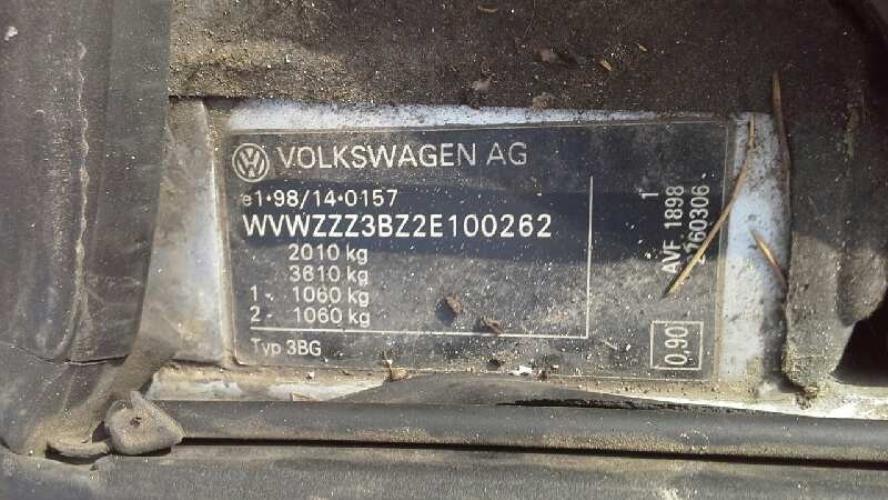 VOLKSWAGEN AG
e1*98/14*0157
WVWZZZ3BZ2E100262
2010 kg
3610 kg
1 - 1060 kg
2 - 1060 kg
Typ 3BG
1
AVF 1898
0,90